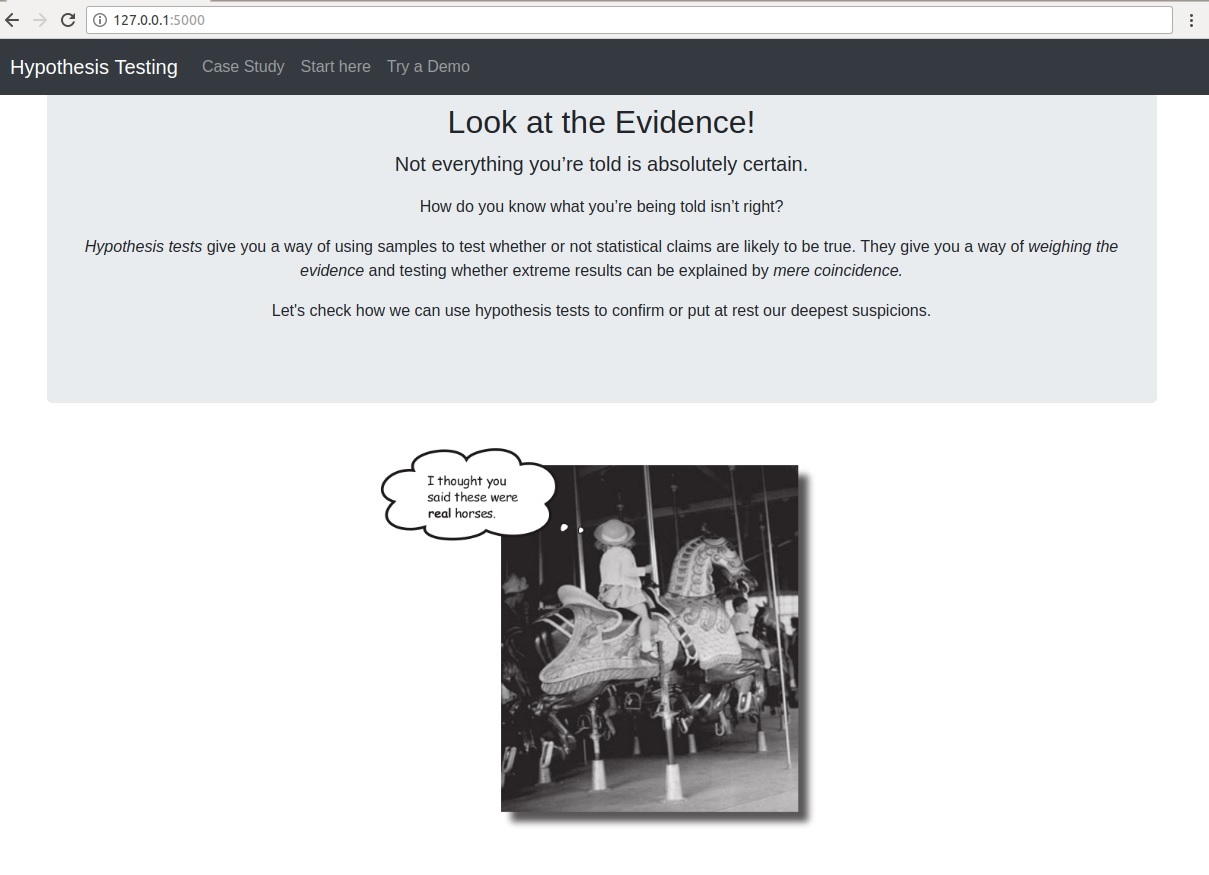 127.0.0.1:5000
Hypothesis Testing Case Study Start here Try a Demo
Look at the Evidence!
Not everything you’re told is absolutely certain.
How do you know what you’re being told isn’t right?
Hypothesis tests give you a way of using samples to test whether or not statistical claims are likely to be true. They give you a way of weighing the
evidence and testing whether extreme results can be explained by mere coincidence.
Let's check how we can use hypothesis tests to confirm or put at rest our deepest suspicions.
I thought you
said these were
real horses.